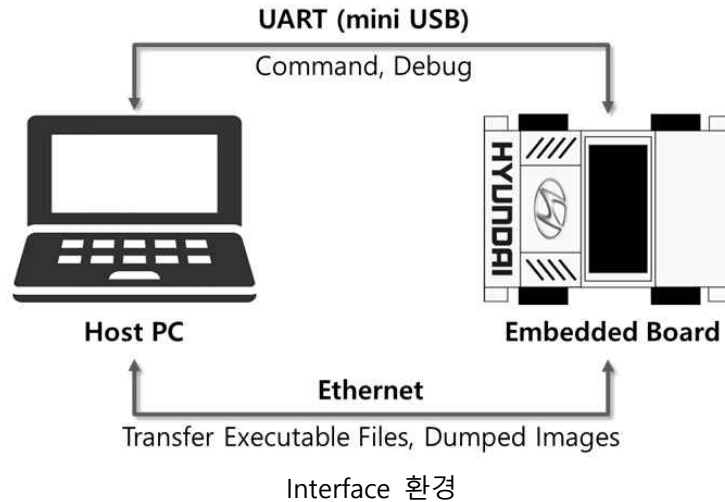 UART (mini USB)
Command, Debug
HYUNDAI
Host PC
Embedded Board
Ethernet
Transfer Executable Files, Dumped Images
Interface 환경